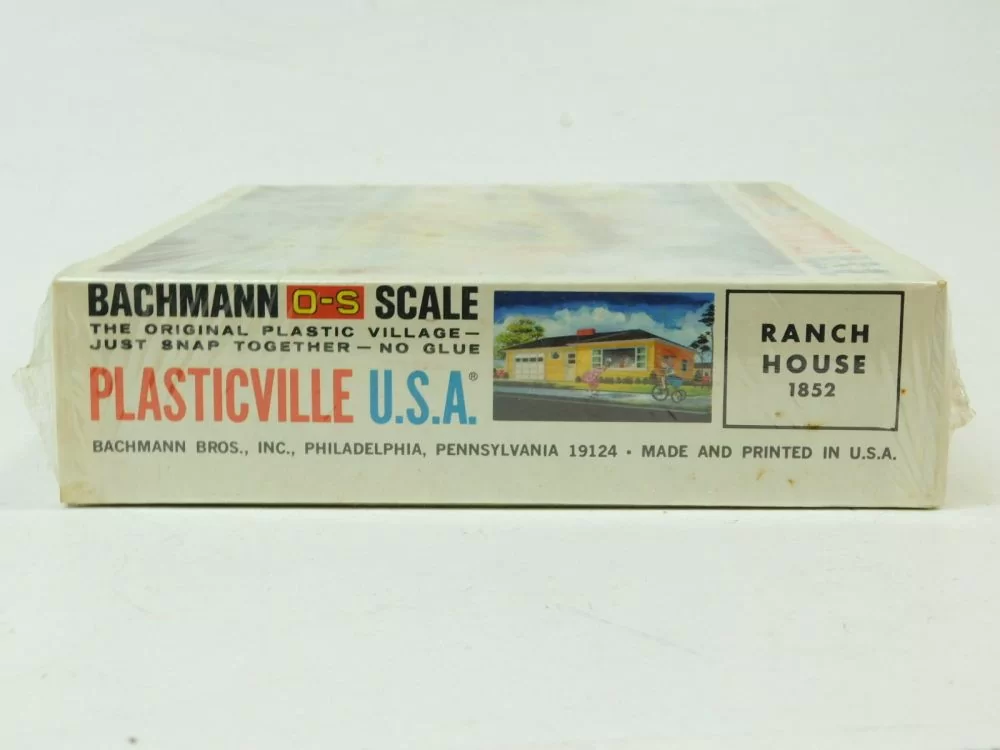 BACHMANN O-S SCALE
THE ORIGINAL PLASTIC VILLAGE—
JUST SNAP TOGETHER—NO GLUE
PLASTICVILLE U.S.A.®
RANCH
HOUSE
1852
BACHMANN BROS., INC., PHILADELPHIA, PENNSYLVANIA 19124 • MADE AND PRINTED IN U.S.A.